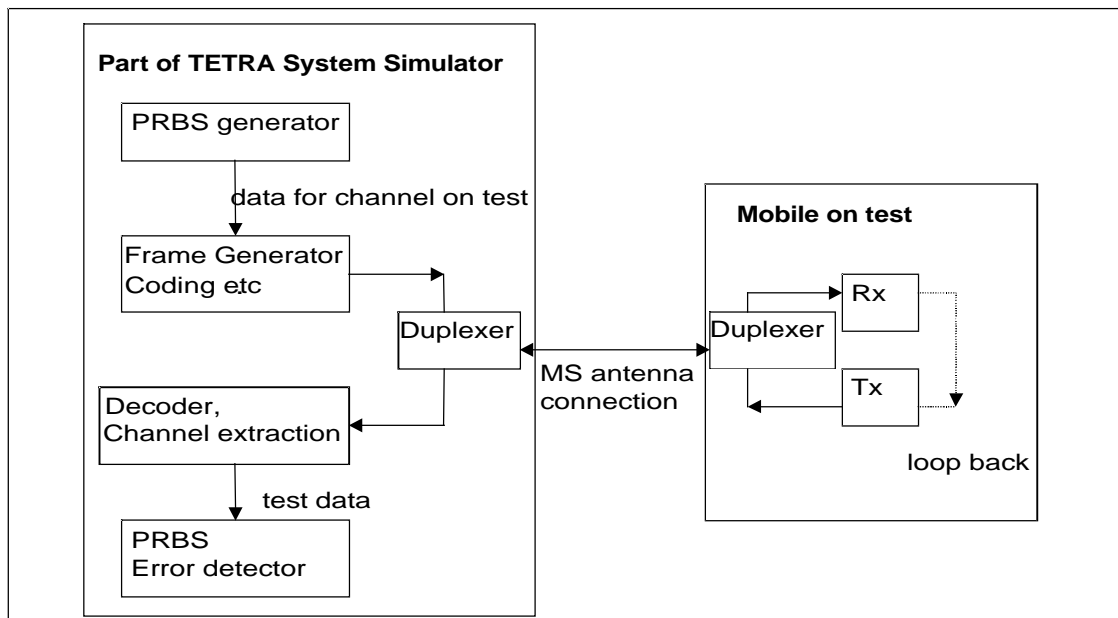 Part of TETRA System Simulator
PRBS generator
data for channel on test
Frame Generator
Coding etc
Duplexer
Decoder,
Channel extraction
test data
PRBS
Error detector
MS antenna
connection
Mobile on test
Rx
Duplexer
Tx
loop back